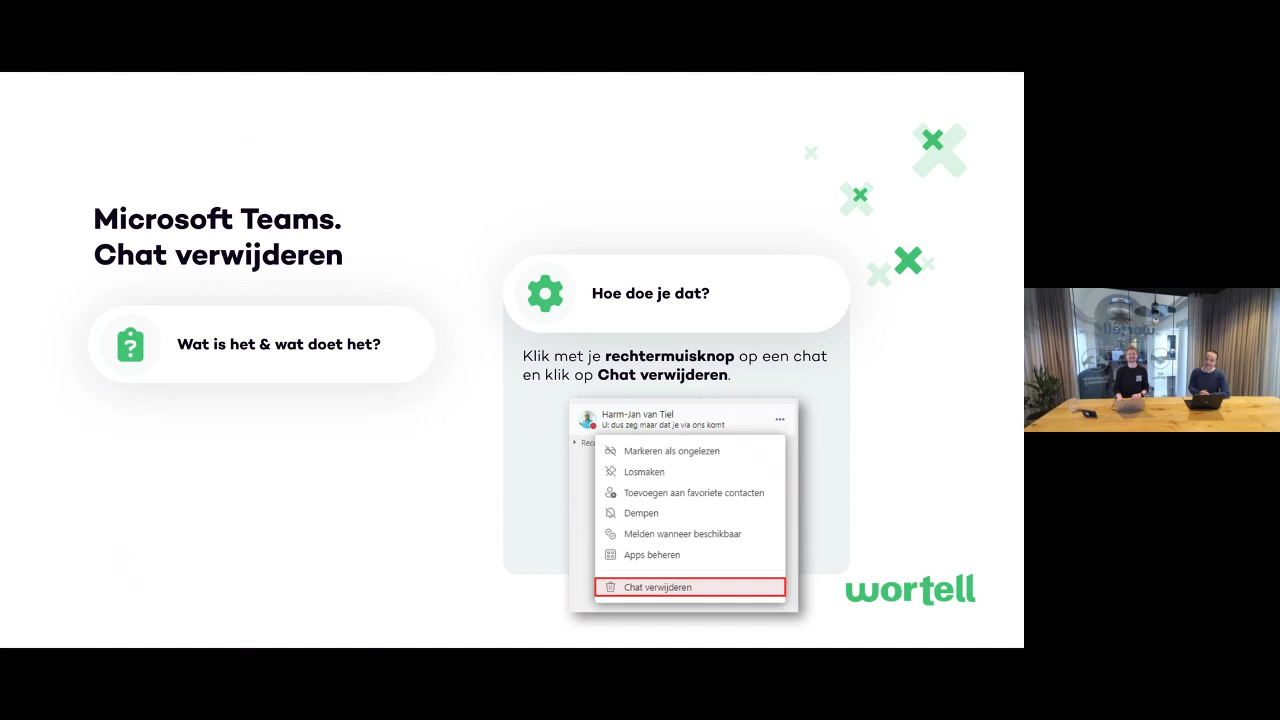 Microsoft Teams.
Chat verwijderen
Wat is het & wat doet het?
Hoe doe je dat?
Klik met je rechtermuisknop op een chat
en klik op Chat verwijderen.
Harm-Jan van Tiel
U: dus zeg maar dat je via ons komt
Rece
Markeren als ongelezen
Losmaken
Toevoegen aan favoriete contacten
Dempen
Melden wanneer beschikbaar
Apps beheren
Chat verwijderen
wortell